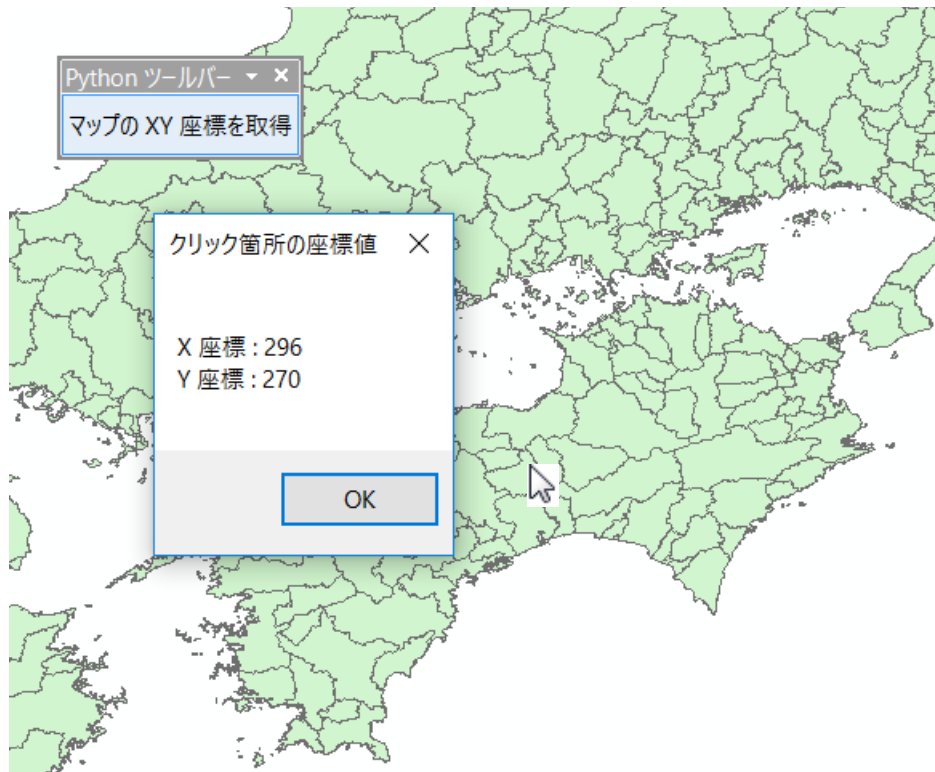 Python ツールバー
マップの XY 座標を取得
クリック箇所の座標値
X 座標 : 296
Y 座標 : 270
OK